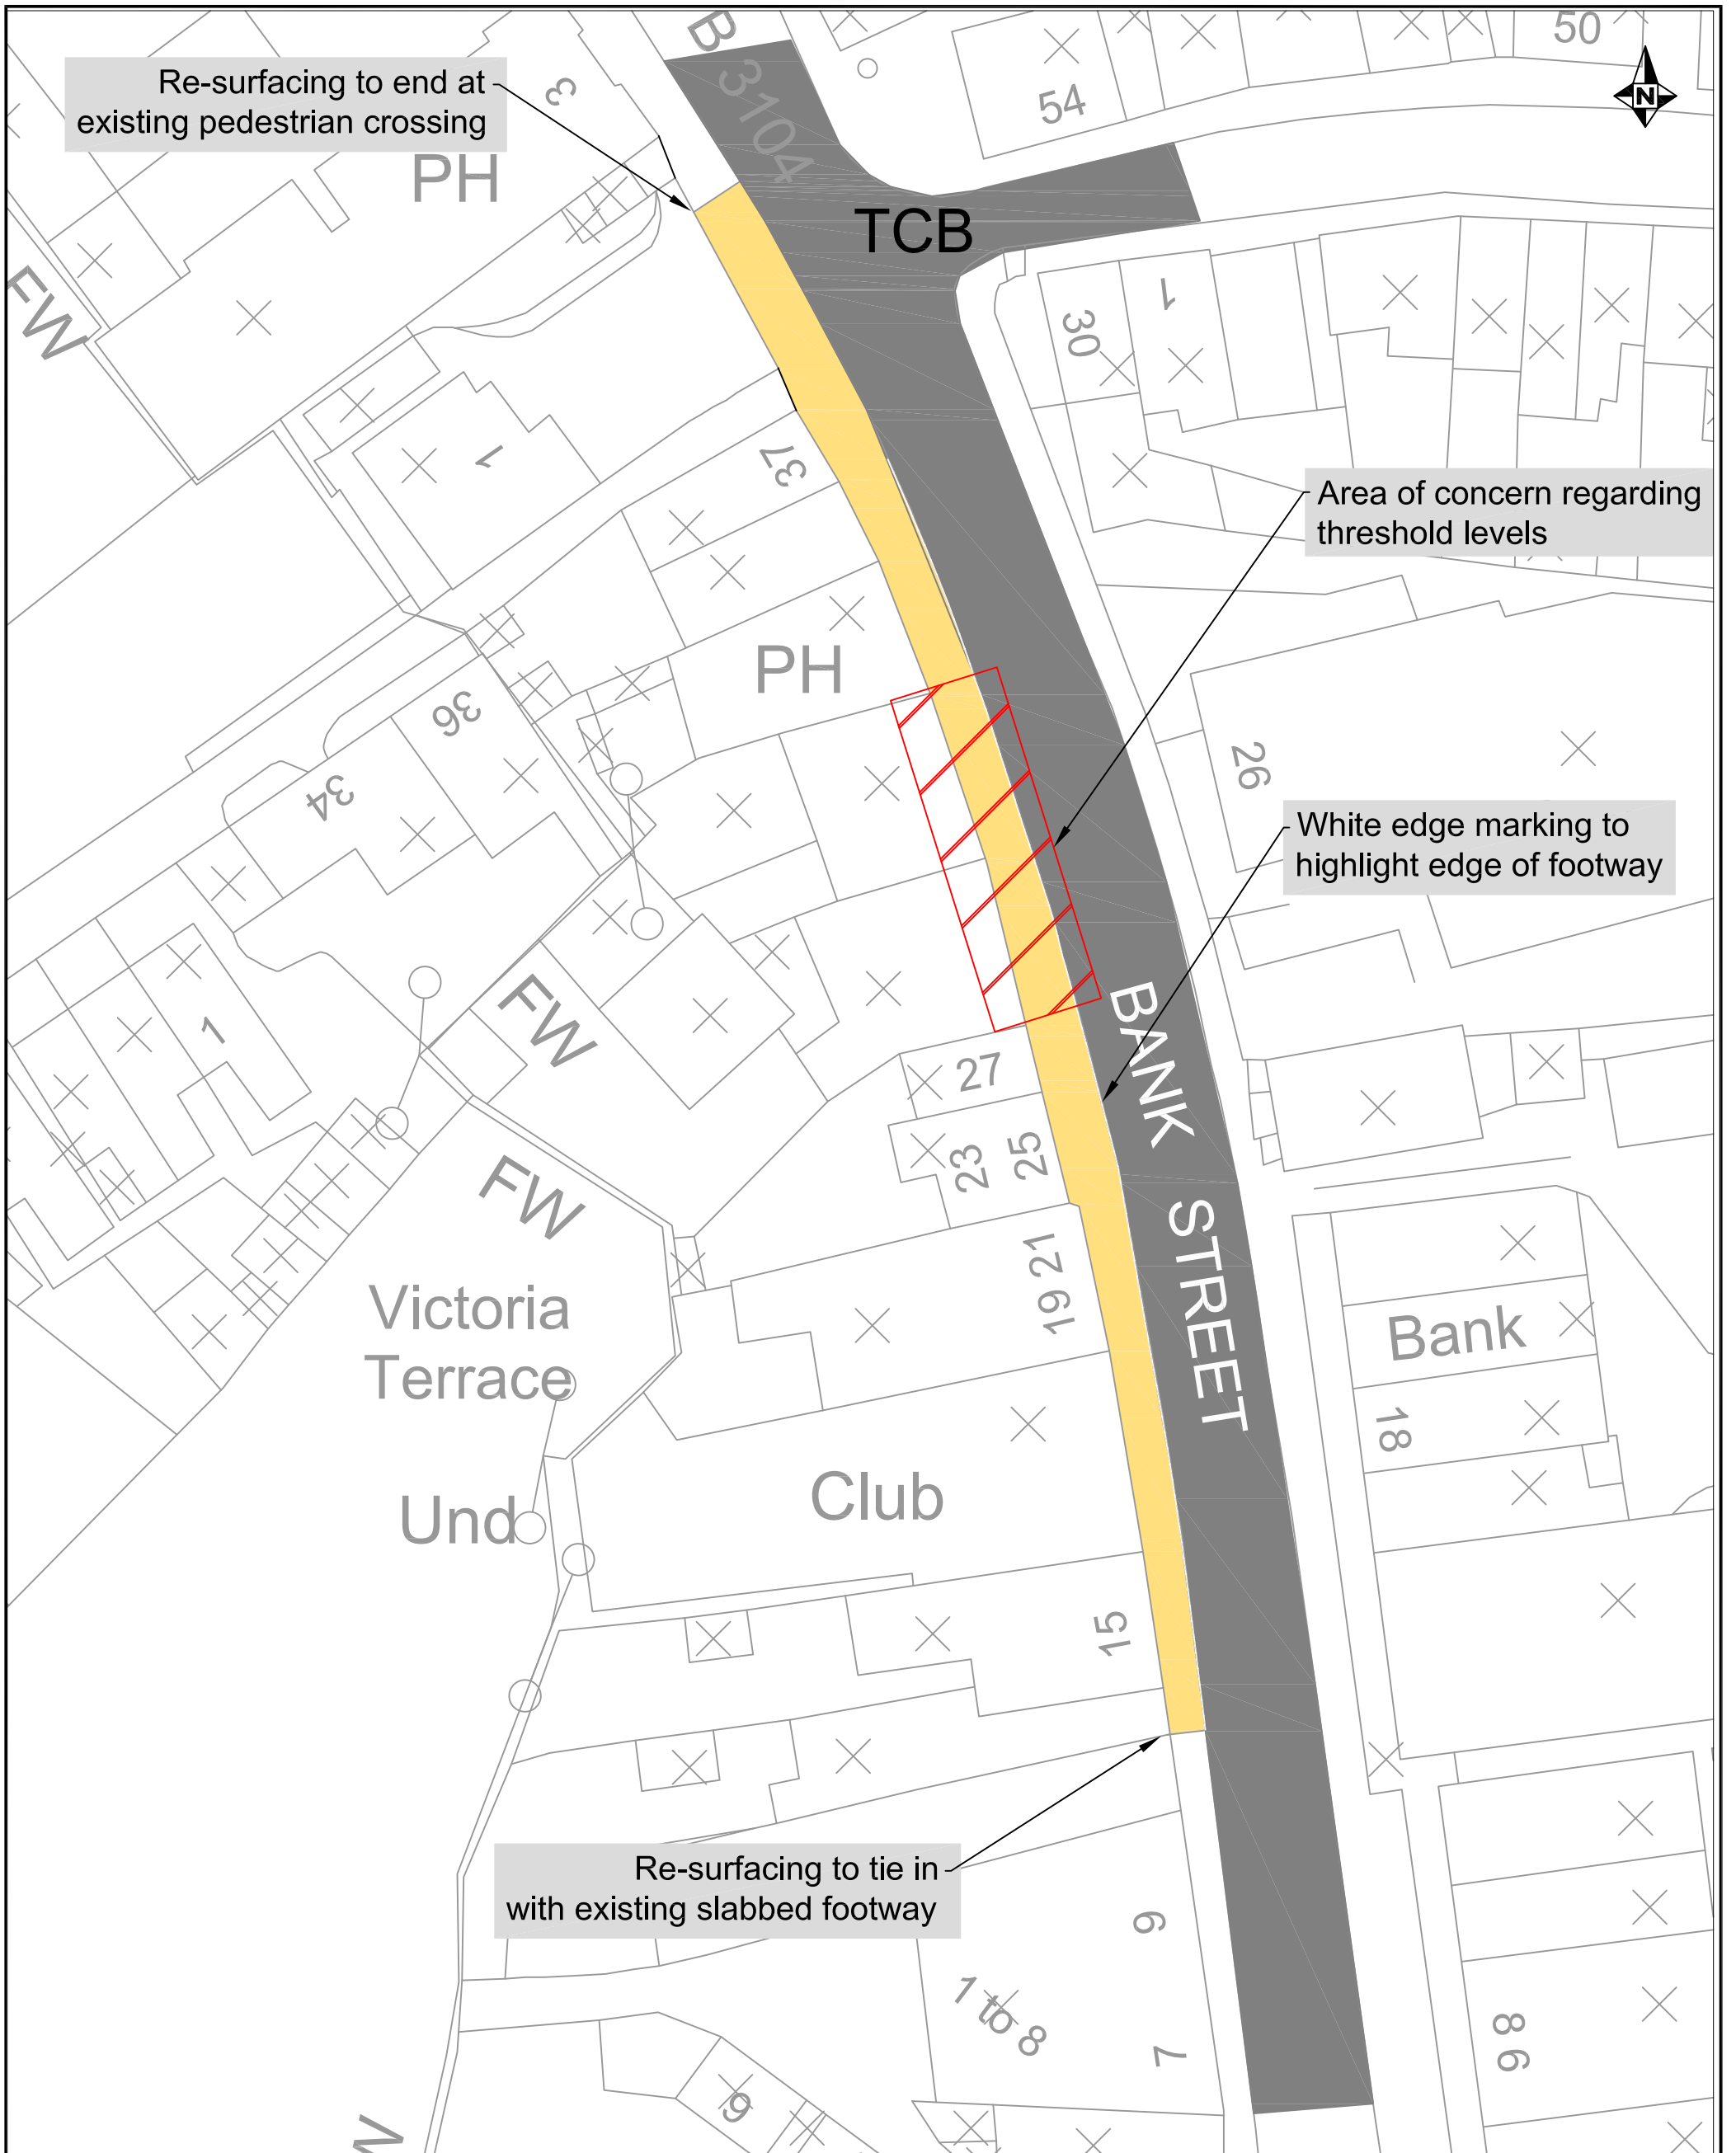 B 3104
50
N
Re-surfacing to end at
existing pedestrian crossing
3
54
PH
TCB
FW
30
1
37
1
Area of concern regarding
threshold levels
PH
36
34
26
White edge marking to
highlight edge of footway
FW
1
27
BANK STREET
23
25
FW
21
19
Victoria
Terrace
Bank
18
Club
Und
15
Re-surfacing to tie in
with existing slabbed footway
9
1 to 8
7
8
6
9